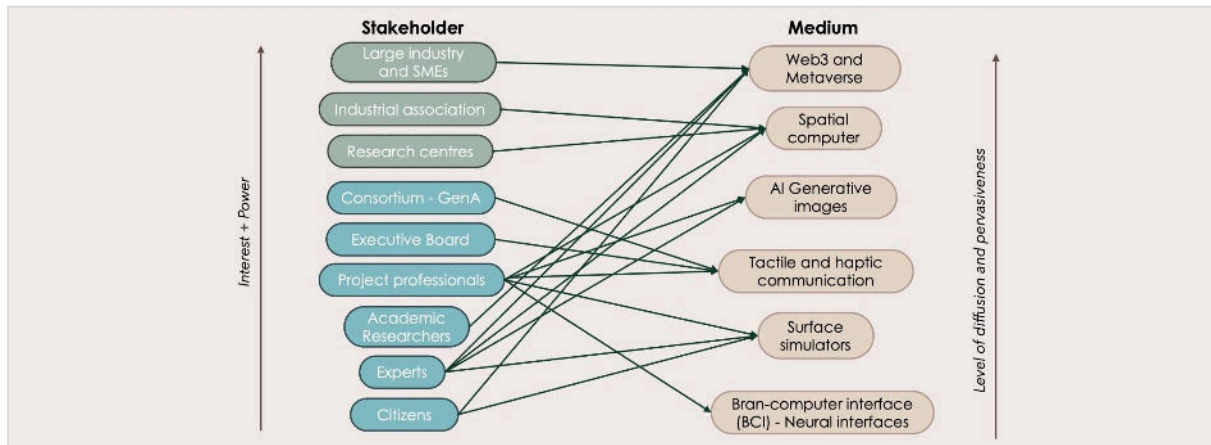 Stakeholder
Medium
Large industry
and SMEs
Industrial association
Research centres
Consortium - GenA
Executive Board
Project professionals
Academic
Researchers
Experts
Citizens
Web3 and
Metaverse
Spatial
computer
AI Generative
images
Tactile and haptic
communication
Surface
simulators
Bran-computer interface
(BCI) - Neural interfaces
Interest + Power
Level of diffusion and pervasiveness